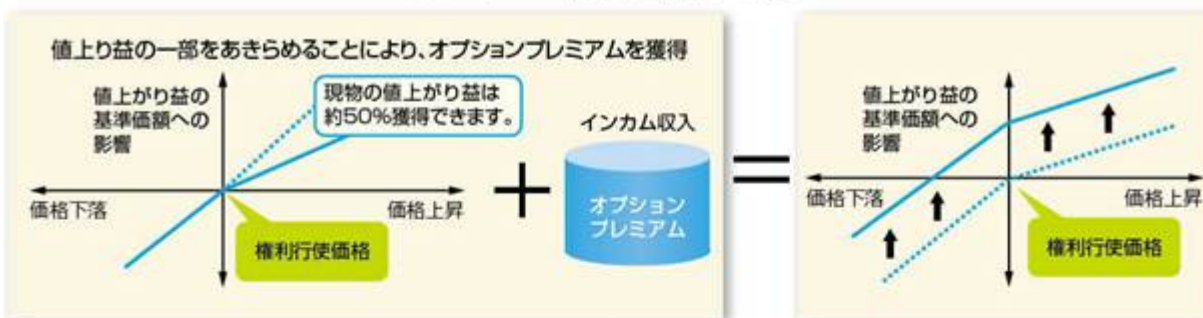 値上り益の一部をあきらめることにより、オプションプレミアムを獲得
値上がり益の
基準価額への
影響
現物の値上がり益は
約50%獲得できます。
価格下落
価格上昇
権利行使価格
+
インカム収入
オプション
プレミアム
=
値上がり益の
基準価額への
影響
価格下落
価格上昇
権利行使価格